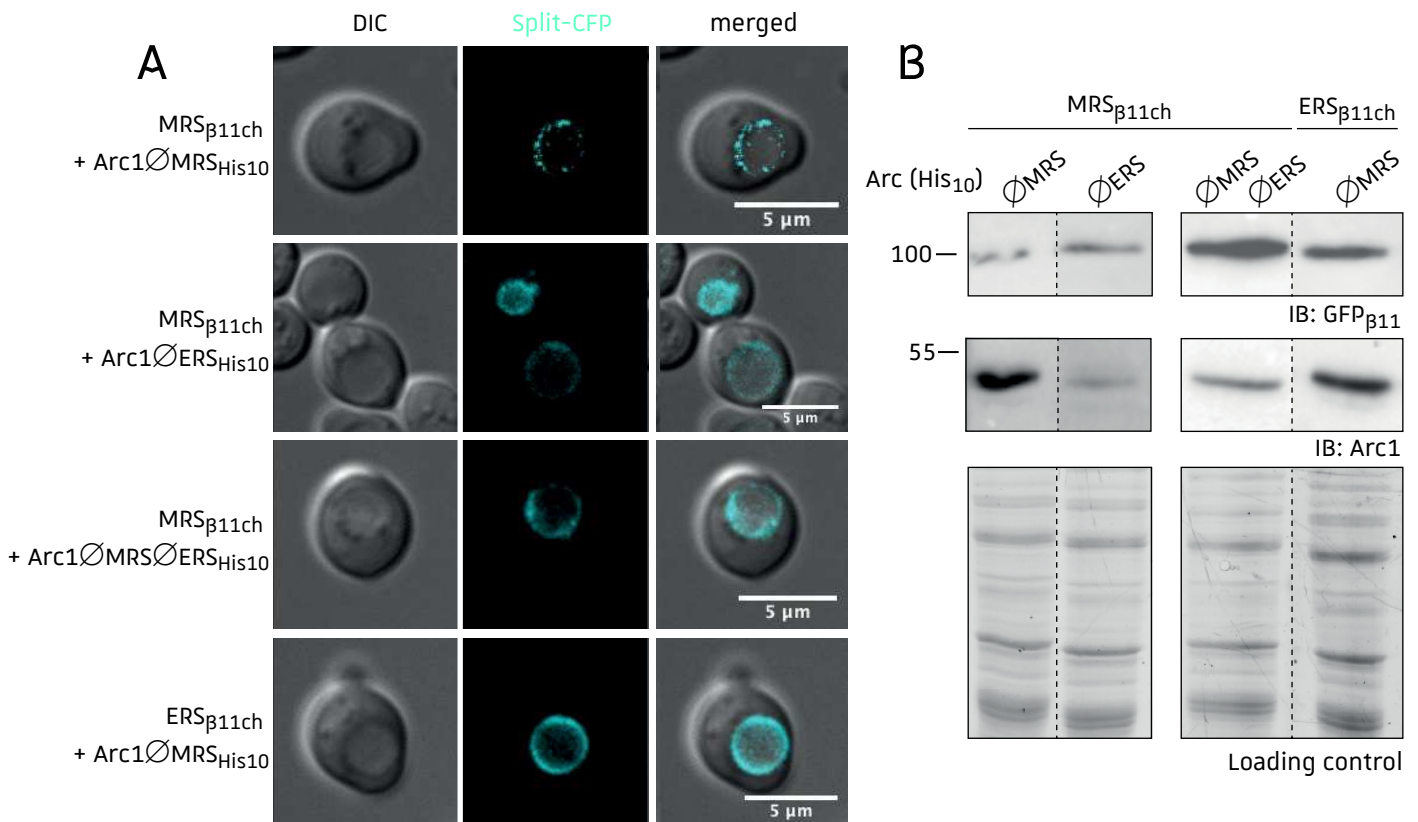 DIC Split-CFP merged
A
MRSβ11ch
+ Arc1∅MRSHis10
5 µm
MRSβ11ch
+ Arc1∅ERSHis10
5 µm
MRSβ11ch
+ Arc1∅MRS∅ERSHis10
5 µm
ERSβ11ch
+ Arc1∅MRSHis10
5 µm
B
MRSβ11ch ERSβ11ch
Arc (His10) ∅MRS ∅ERS ∅MRS ∅ERS ∅MRS
100
IB: GFPβ11
55
IB: Arc1
Loading control